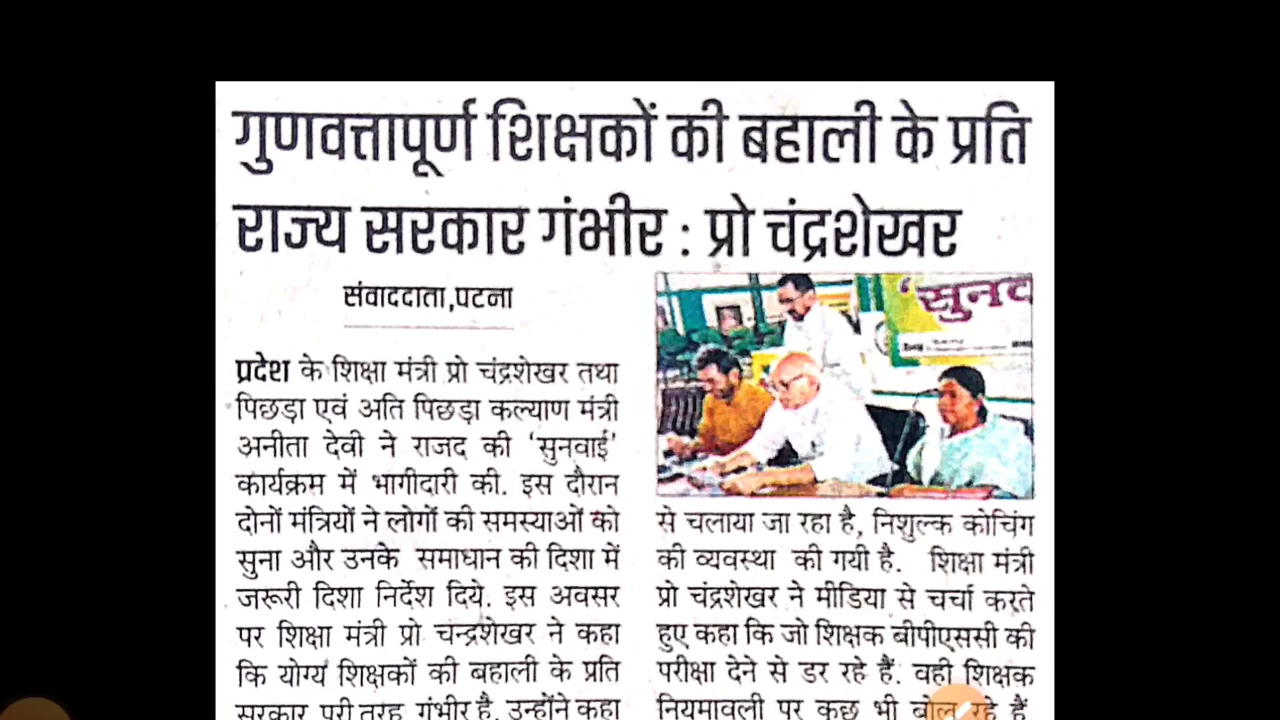 गुणवत्तापूर्ण शिक्षकों की बहाली के प्रति
राज्य सरकार गंभीर : प्रो चंद्रशेखर
संवाददाता,पटना
प्रदेश के शिक्षा मंत्री प्रो चंद्रशेखर तथा
पिछड़ा एवं अति पिछड़ा कल्याण मंत्री
अनीता देवी ने राजद की ‘सुनवाई’
कार्यक्रम में भागीदारी की. इस दौरान
दोनों मंत्रियों ने लोगों की समस्याओं को
सुना और उनके समाधान की दिशा में
जरूरी दिशा निर्देश दिये. इस अवसर
पर शिक्षा मंत्री प्रो चन्द्रशेखर ने कहा
कि योग्य शिक्षकों की बहाली के प्रति
सरकार पूरी तरह गंभीर है. उन्होंने कहा
‘सुनव
से चलाया जा रहा है, निशुल्क कोचिंग
की व्यवस्था की गयी है. शिक्षा मंत्री
प्रो चंद्रशेखर ने मीडिया से चर्चा करते
हुए कहा कि जो शिक्षक बीपीएससी की
परीक्षा देने से डर रहे हैं. वही शिक्षक
नियमावली पर कुछ भी बोल रहे हैं.